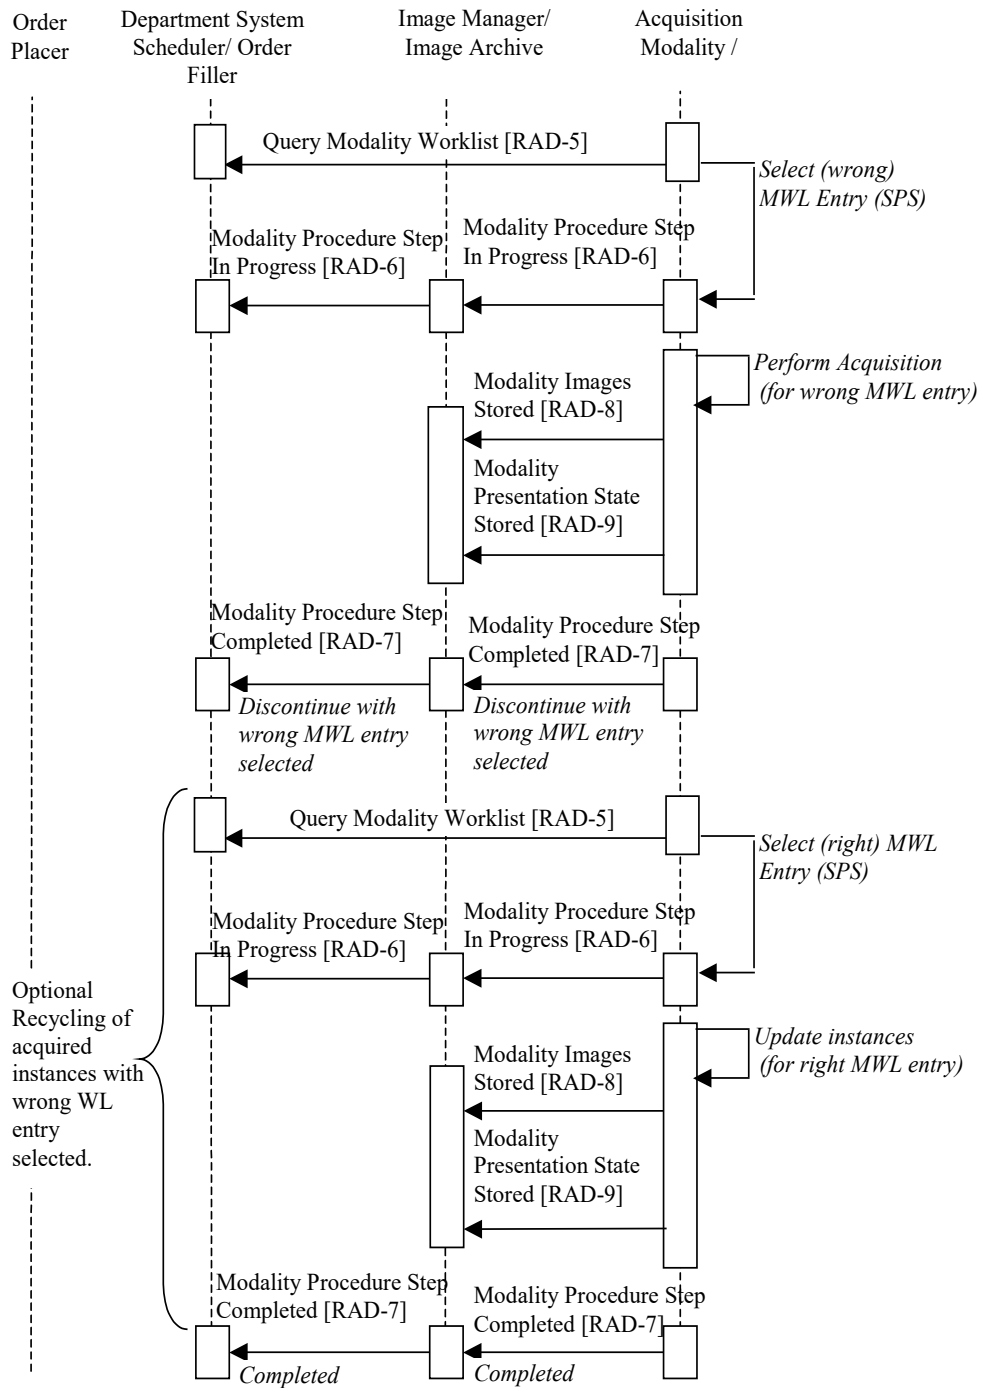 Order
Placer
Department System
Scheduler/ Order
Filler
Image Manager/
Image Archive
Acquisition
Modality /
Query Modality Worklist [RAD-5]
Select (wrong)
MWL Entry (SPS)
Modality Procedure Step
In Progress [RAD-6]
Modality Procedure Step
In Progress [RAD-6]
Perform Acquisition
(for wrong MWL entry)
Modality Images
Stored [RAD-8]
Modality
Presentation State
Stored [RAD-9]
Modality Procedure Step
Completed [RAD-7]
Modality Procedure Step
Completed [RAD-7]
Discontinue with
wrong MWL entry
selected
Discontinue with
wrong MWL entry
selected
Query Modality Worklist [RAD-5]
Select (right) MWL
Entry (SPS)
Modality Procedure Step
In Progress [RAD-6]
Modality Procedure Step
In Progress [RAD-6]
Optional
Recycling of
acquired
instances with
wrong WL
entry
selected.
Update instances
(for right MWL entry)
Modality Images
Stored [RAD-8]
Modality
Presentation State
Stored [RAD-9]
Modality Procedure Step
Completed [RAD-7]
Modality Procedure Step
Completed [RAD-7]
Completed
Completed